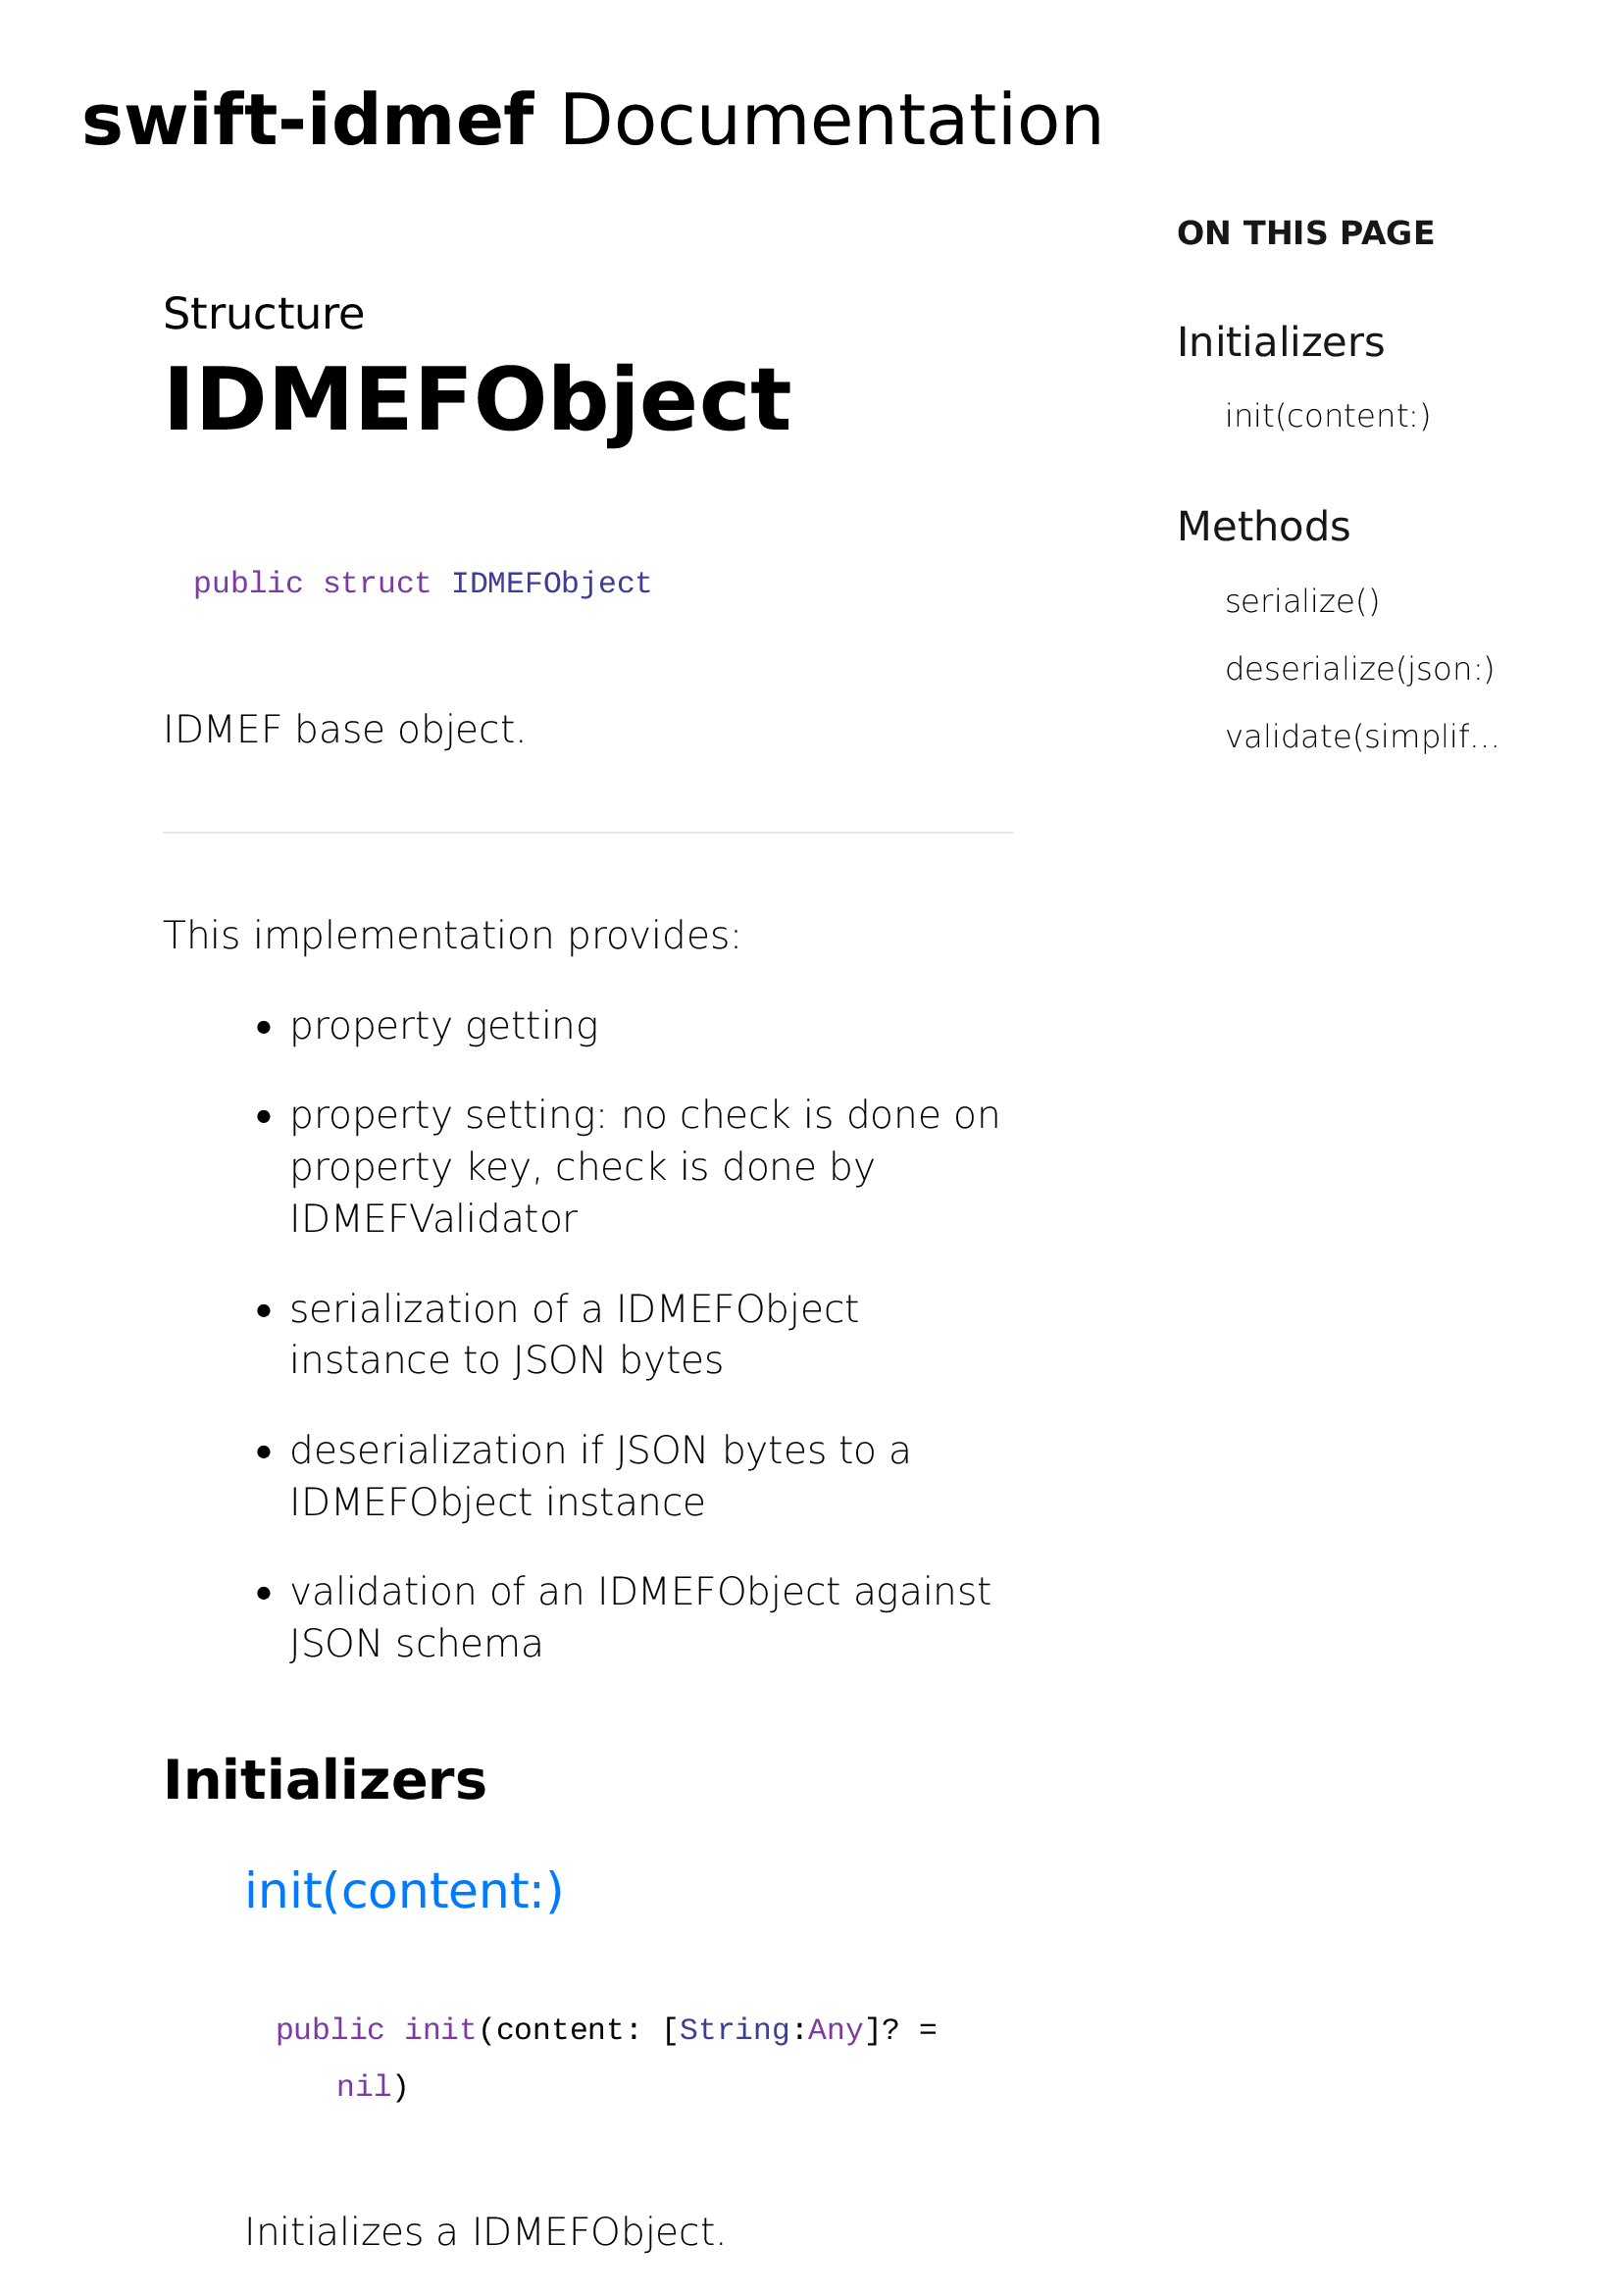 swift-idmef Documentation
Structure
IDMEFObject
public struct IDMEFObject
IDMEF base object.
This implementation provides:
• property getting
• property setting: no check is done on
property key, check is done by
IDMEFValidator
• serialization of a IDMEFObject
instance to JSON bytes
• deserialization if JSON bytes to a
IDMEFObject instance
• validation of an IDMEFObject against
JSON schema
Initializers
init(content:)
public init(content: [String:Any]? =
nil)
Initializes a IDMEFObject.
ON THIS PAGE
Initializers
init(content:)
Methods
serialize()
deserialize(json:)
validate(simplif…